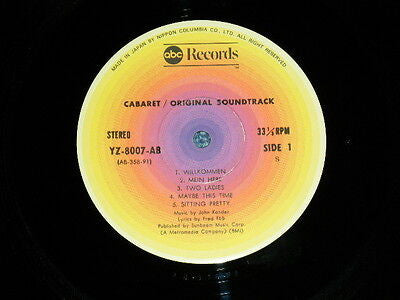 MADE IN JAPAN BY NIPPON COLUMBIA CO. LTD. ALL RIGHT RESERVED.
abc Records
CABARET / ORIGINAL SOUNDTRACK
STEREO 33⅓ RPM
YZ-8007-AB SIDE 1
(AB-358-91) S
1. WILLKOMMEN
2. MEIN HERR
3. TWO LADIES
4. MAYBE THIS TIME
5. SITTING PRETTY
Music by John Kander
Lyrics by Fred Ebb
Published by Sunbeam Music Corp.
(A Metromedia Company) (BMI)